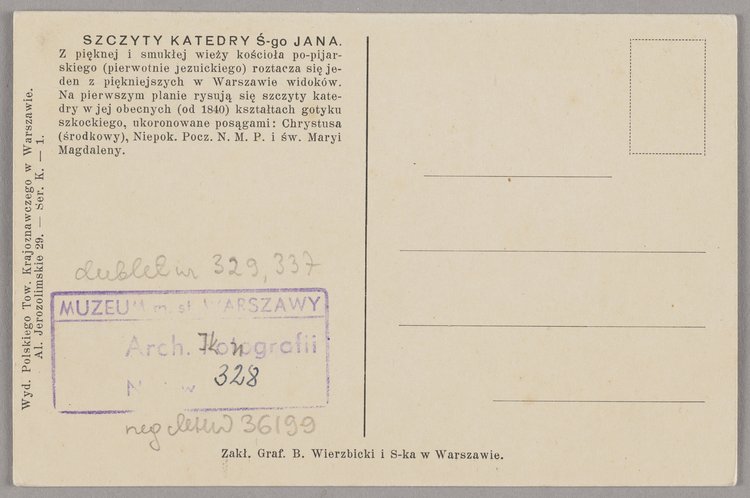 SZCZYTY KATEDRY Ś-go JANA.
Z pięknej i smukłej wieży kościoła po-pijar-
skiego (pierwotnie jezuickiego) roztacza się je-
den z piękniejszych w Warszawie widoków.
Na pierwszym planie rysują się szczyty kate-
dry w jej obecnych (od 1840) kształtach gotyku
szkockiego, ukoronowane posągami: Chrystusa
(środkowy), Niepok. Pocz. N. M. P. i św. Maryi
Magdaleny.
Wyd. Polskiego Tow. Krajoznawczego w Warszawie.
Al. Jerozolimskie 29. — Ser. K. — 1.
dublet nr 329, 337
MUZEUM m. st. WARSZAWY
Arch. Fotografii
328
neg 36199
Zakł. Graf. B. Wierzbicki i S-ka w Warszawie.